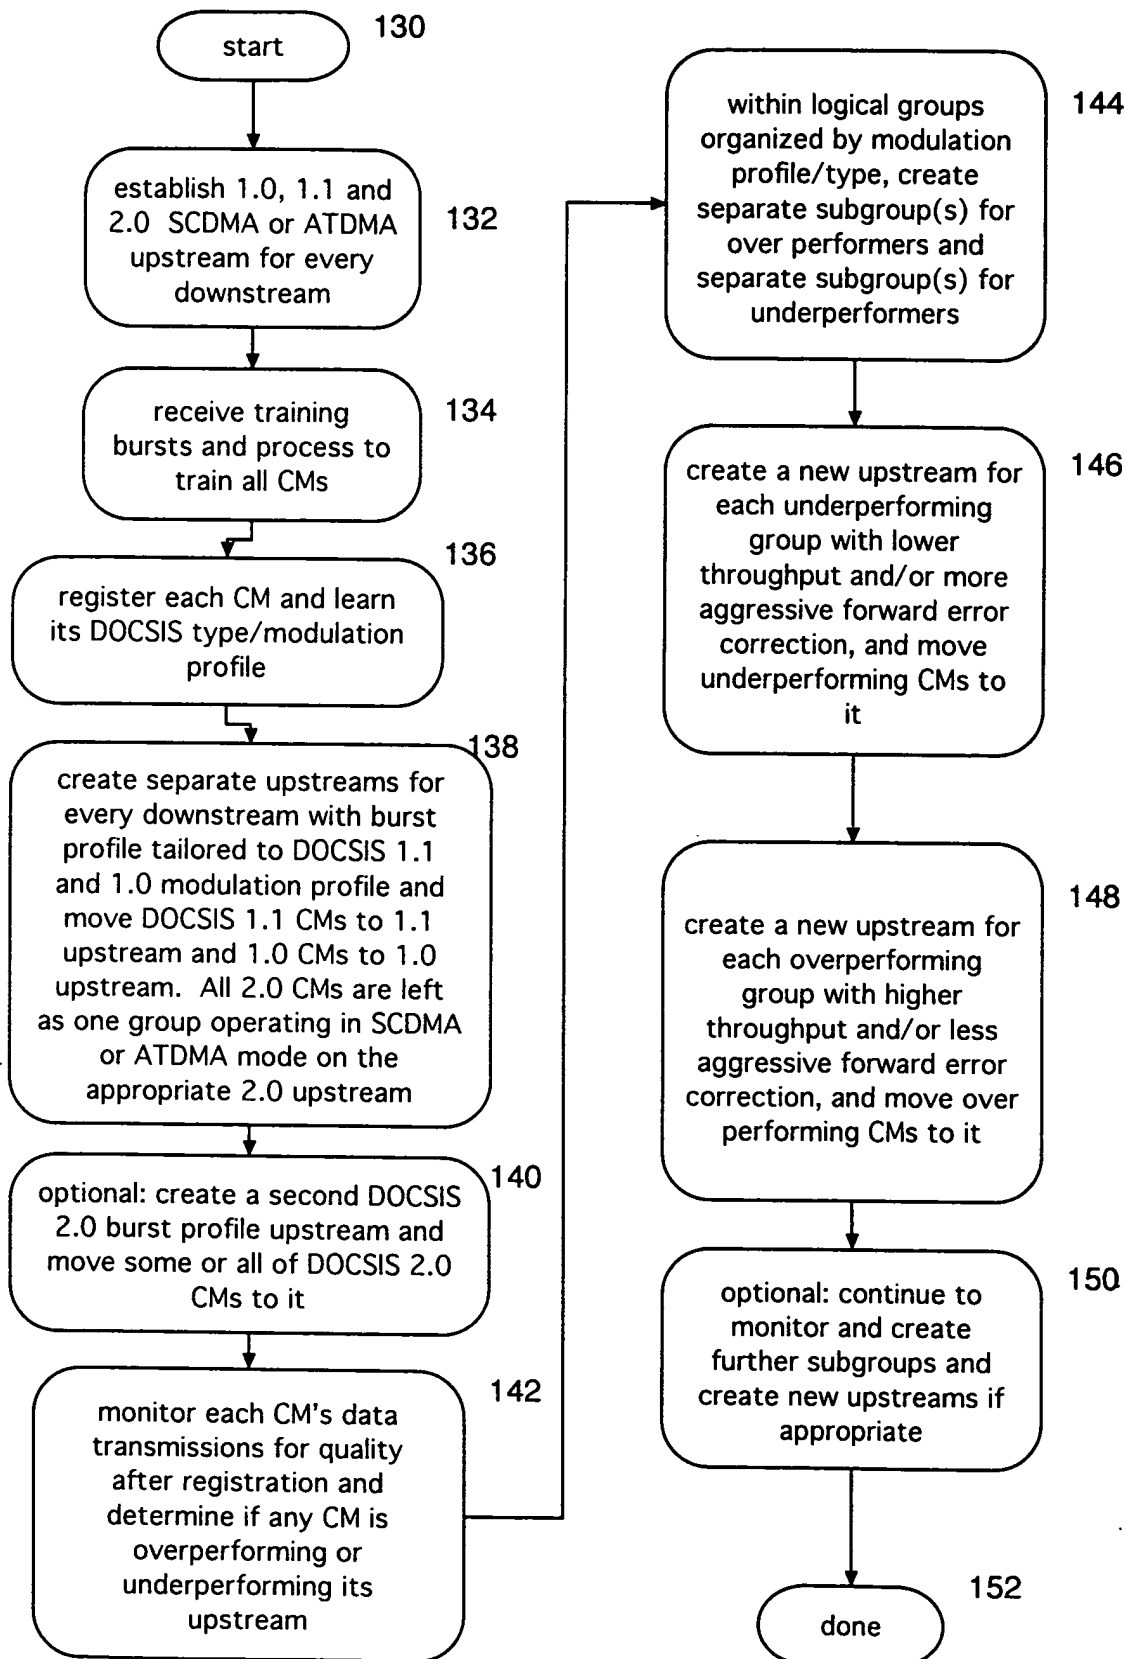 start
130
establish 1.0, 1.1 and
2.0 SCDMA or ATDMA
upstream for every
downstream
132
receive training
bursts and process to
train all CMs
134
register each CM and learn
its DOCSIS type/modulation
profile
136
create separate upstreams for
every downstream with burst
profile tailored to DOCSIS 1.1
and 1.0 modulation profile and
move DOCSIS 1.1 CMs to 1.1
upstream and 1.0 CMs to 1.0
upstream. All 2.0 CMs are left
as one group operating in SCDMA
or ATDMA mode on the
appropriate 2.0 upstream
138
optional: create a second DOCSIS
2.0 burst profile upstream and
move some or all of DOCSIS 2.0
CMs to it
140
monitor each CM's data
transmissions for quality
after registration and
determine if any CM is
overperforming or
underperforming its
upstream
142
within logical groups
organized by modulation
profile/type, create
separate subgroup(s) for
over performers and
separate subgroup(s) for
underperformers
144
create a new upstream for
each underperforming
group with lower
throughput and/or more
aggressive forward error
correction, and move
underperforming CMs to
it
146
create a new upstream for
each overperforming
group with higher
throughput and/or less
aggressive forward error
correction, and move over
performing CMs to it
148
optional: continue to
monitor and create
further subgroups and
create new upstreams if
appropriate
150
done
152